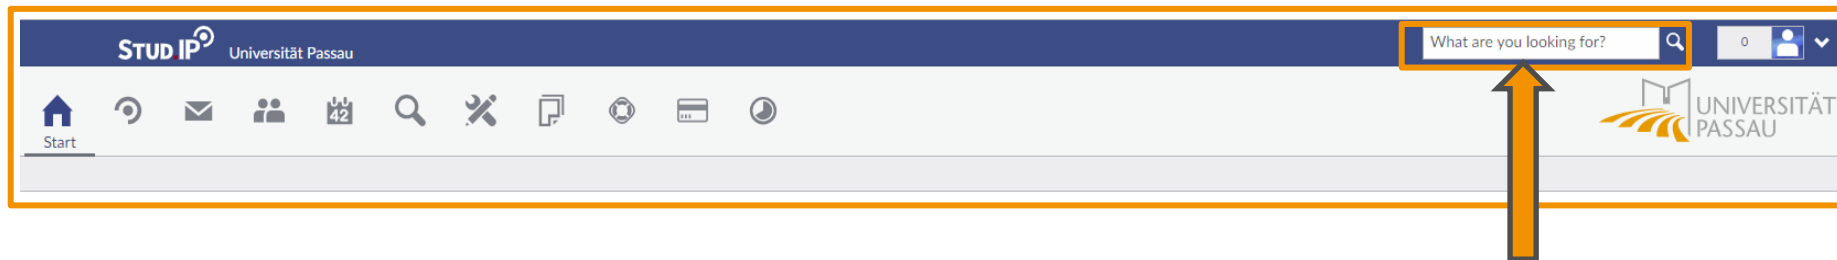 STUD.IP Universität Passau
What are you looking for?
0
42
Start
UNIVERSITÄT
PASSAU